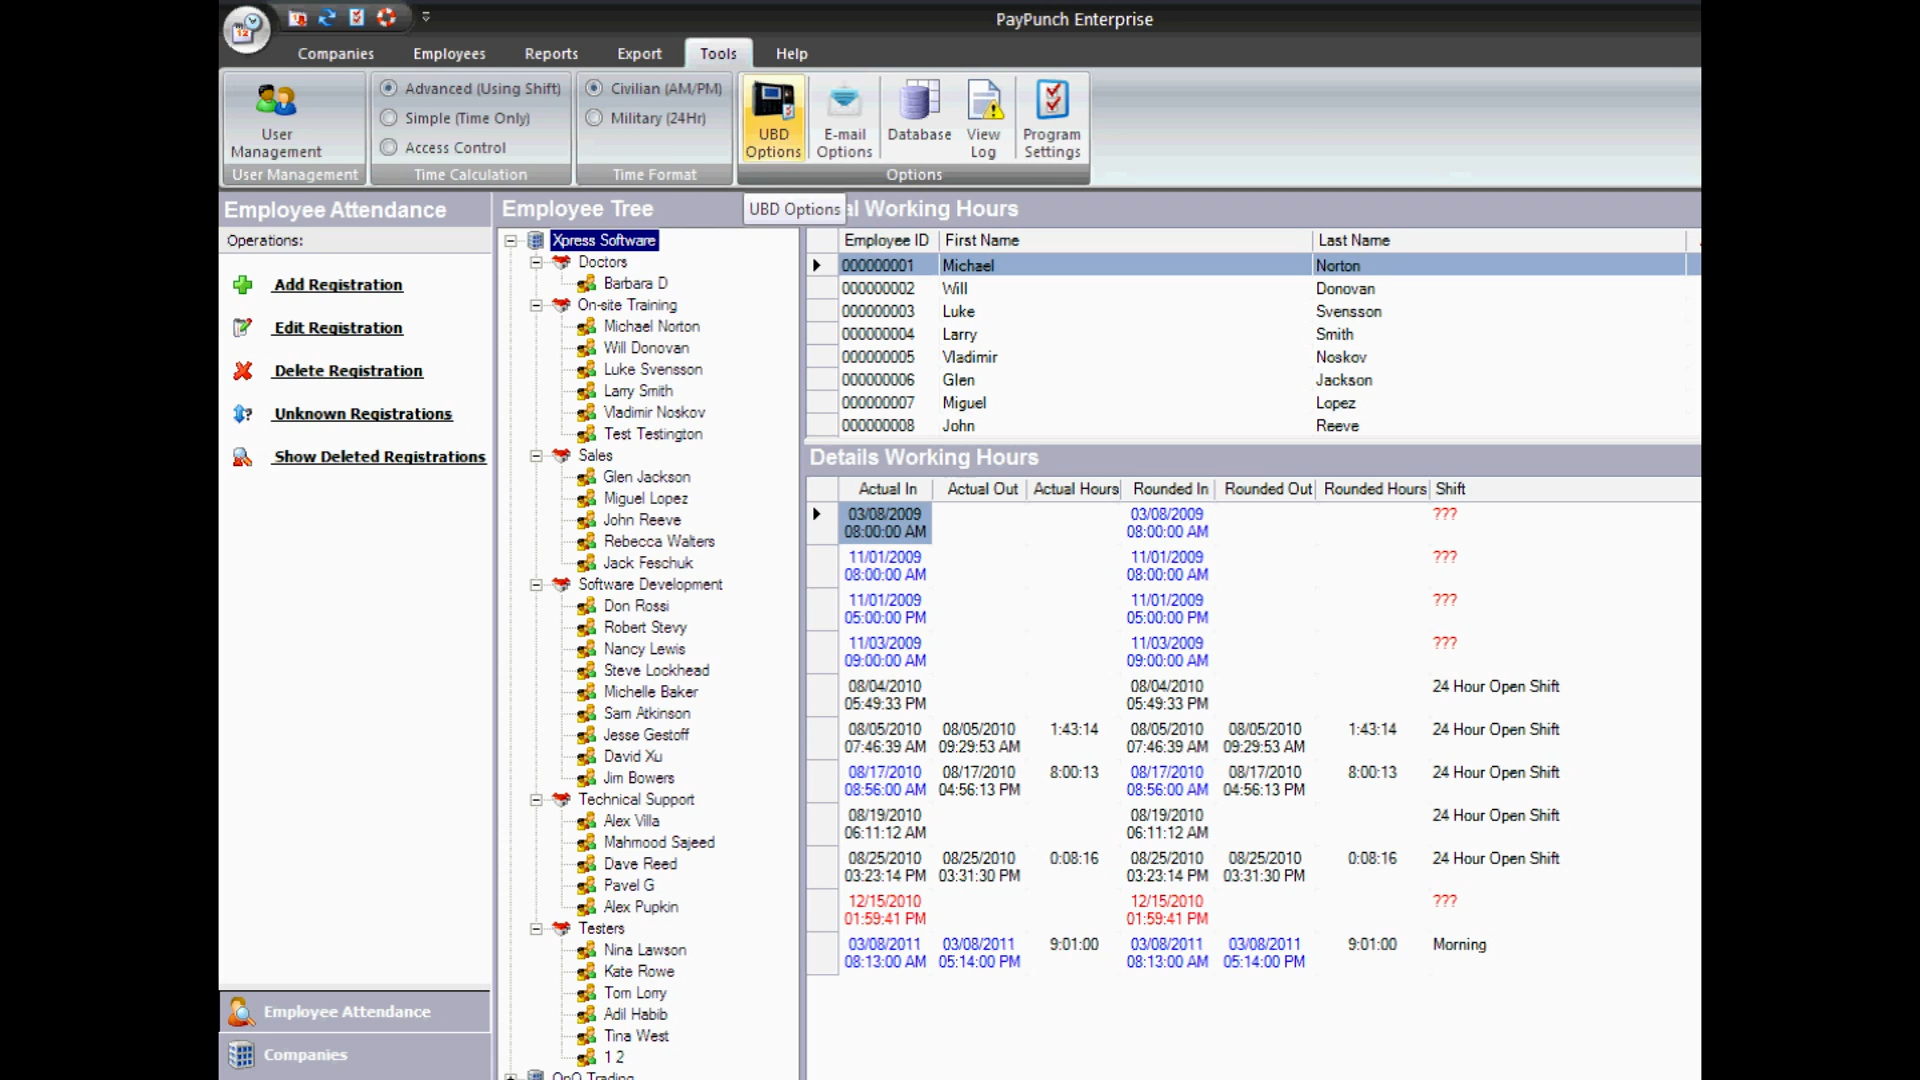 PayPunch Enterprise
Companies Employees Reports Export Tools Help
User Management
Advanced (Using Shift)
Simple (Time Only)
Access Control
Civilian (AM/PM)
Military (24Hr)
UBD Options
E-mail Options
Database
View Log
Program Settings
User Management Time Calculation Time Format Options
Employee Attendance
Operations:
Add Registration
Edit Registration
Delete Registration
Unknown Registrations
Show Deleted Registrations
Employee Attendance
Companies
Employee Tree
Xpress Software
Doctors
Barbara D
On-site Training
Michael Norton
Will Donovan
Luke Svensson
Larry Smith
Vladimir Noskov
Test Testington
Sales
Glen Jackson
Miguel Lopez
John Reeve
Rebecca Walters
Jack Feschuk
Software Development
Don Rossi
Robert Stevy
Nancy Lewis
Steve Lockhead
Michelle Baker
Sam Atkinson
Jesse Gestoff
David Xu
Jim Bowers
Technical Support
Alex Villa
Mahmood Sajeed
Dave Reed
Pavel G
Alex Pupkin
Testers
Nina Lawson
Kate Rowe
Tom Lorry
Adil Habib
Tina West
1 2
OnQ Trading
UBD Options
al Working Hours
Employee ID First Name Last Name
000000001 Michael Norton
000000002 Will Donovan
000000003 Luke Svensson
000000004 Larry Smith
000000005 Vladimir Noskov
000000006 Glen Jackson
000000007 Miguel Lopez
000000008 John Reeve
Details Working Hours
Actual In Actual Out Actual Hours Rounded In Rounded Out Rounded Hours Shift
03/08/2009 03/08/2009 ???
08:00:00 AM 08:00:00 AM
11/01/2009 11/01/2009 ???
08:00:00 AM 08:00:00 AM
11/01/2009 11/01/2009 ???
05:00:00 PM 05:00:00 PM
11/03/2009 11/03/2009 ???
09:00:00 AM 09:00:00 AM
08/04/2010 08/04/2010 24 Hour Open Shift
05:49:33 PM 05:49:33 PM
08/05/2010 08/05/2010 1:43:14 08/05/2010 08/05/2010 1:43:14 24 Hour Open Shift
07:46:39 AM 09:29:53 AM 07:46:39 AM 09:29:53 AM
08/17/2010 08/17/2010 8:00:13 08/17/2010 08/17/2010 8:00:13 24 Hour Open Shift
08:56:00 AM 04:56:13 PM 08:56:00 AM 04:56:13 PM
08/19/2010 08/19/2010 24 Hour Open Shift
06:11:12 AM 06:11:12 AM
08/25/2010 08/25/2010 0:08:16 08/25/2010 08/25/2010 0:08:16 24 Hour Open Shift
03:23:14 PM 03:31:30 PM 03:23:14 PM 03:31:30 PM
12/15/2010 12/15/2010 ???
01:59:41 PM 01:59:41 PM
03/08/2011 03/08/2011 9:01:00 03/08/2011 03/08/2011 9:01:00 Morning
08:13:00 AM 05:14:00 PM 08:13:00 AM 05:14:00 PM